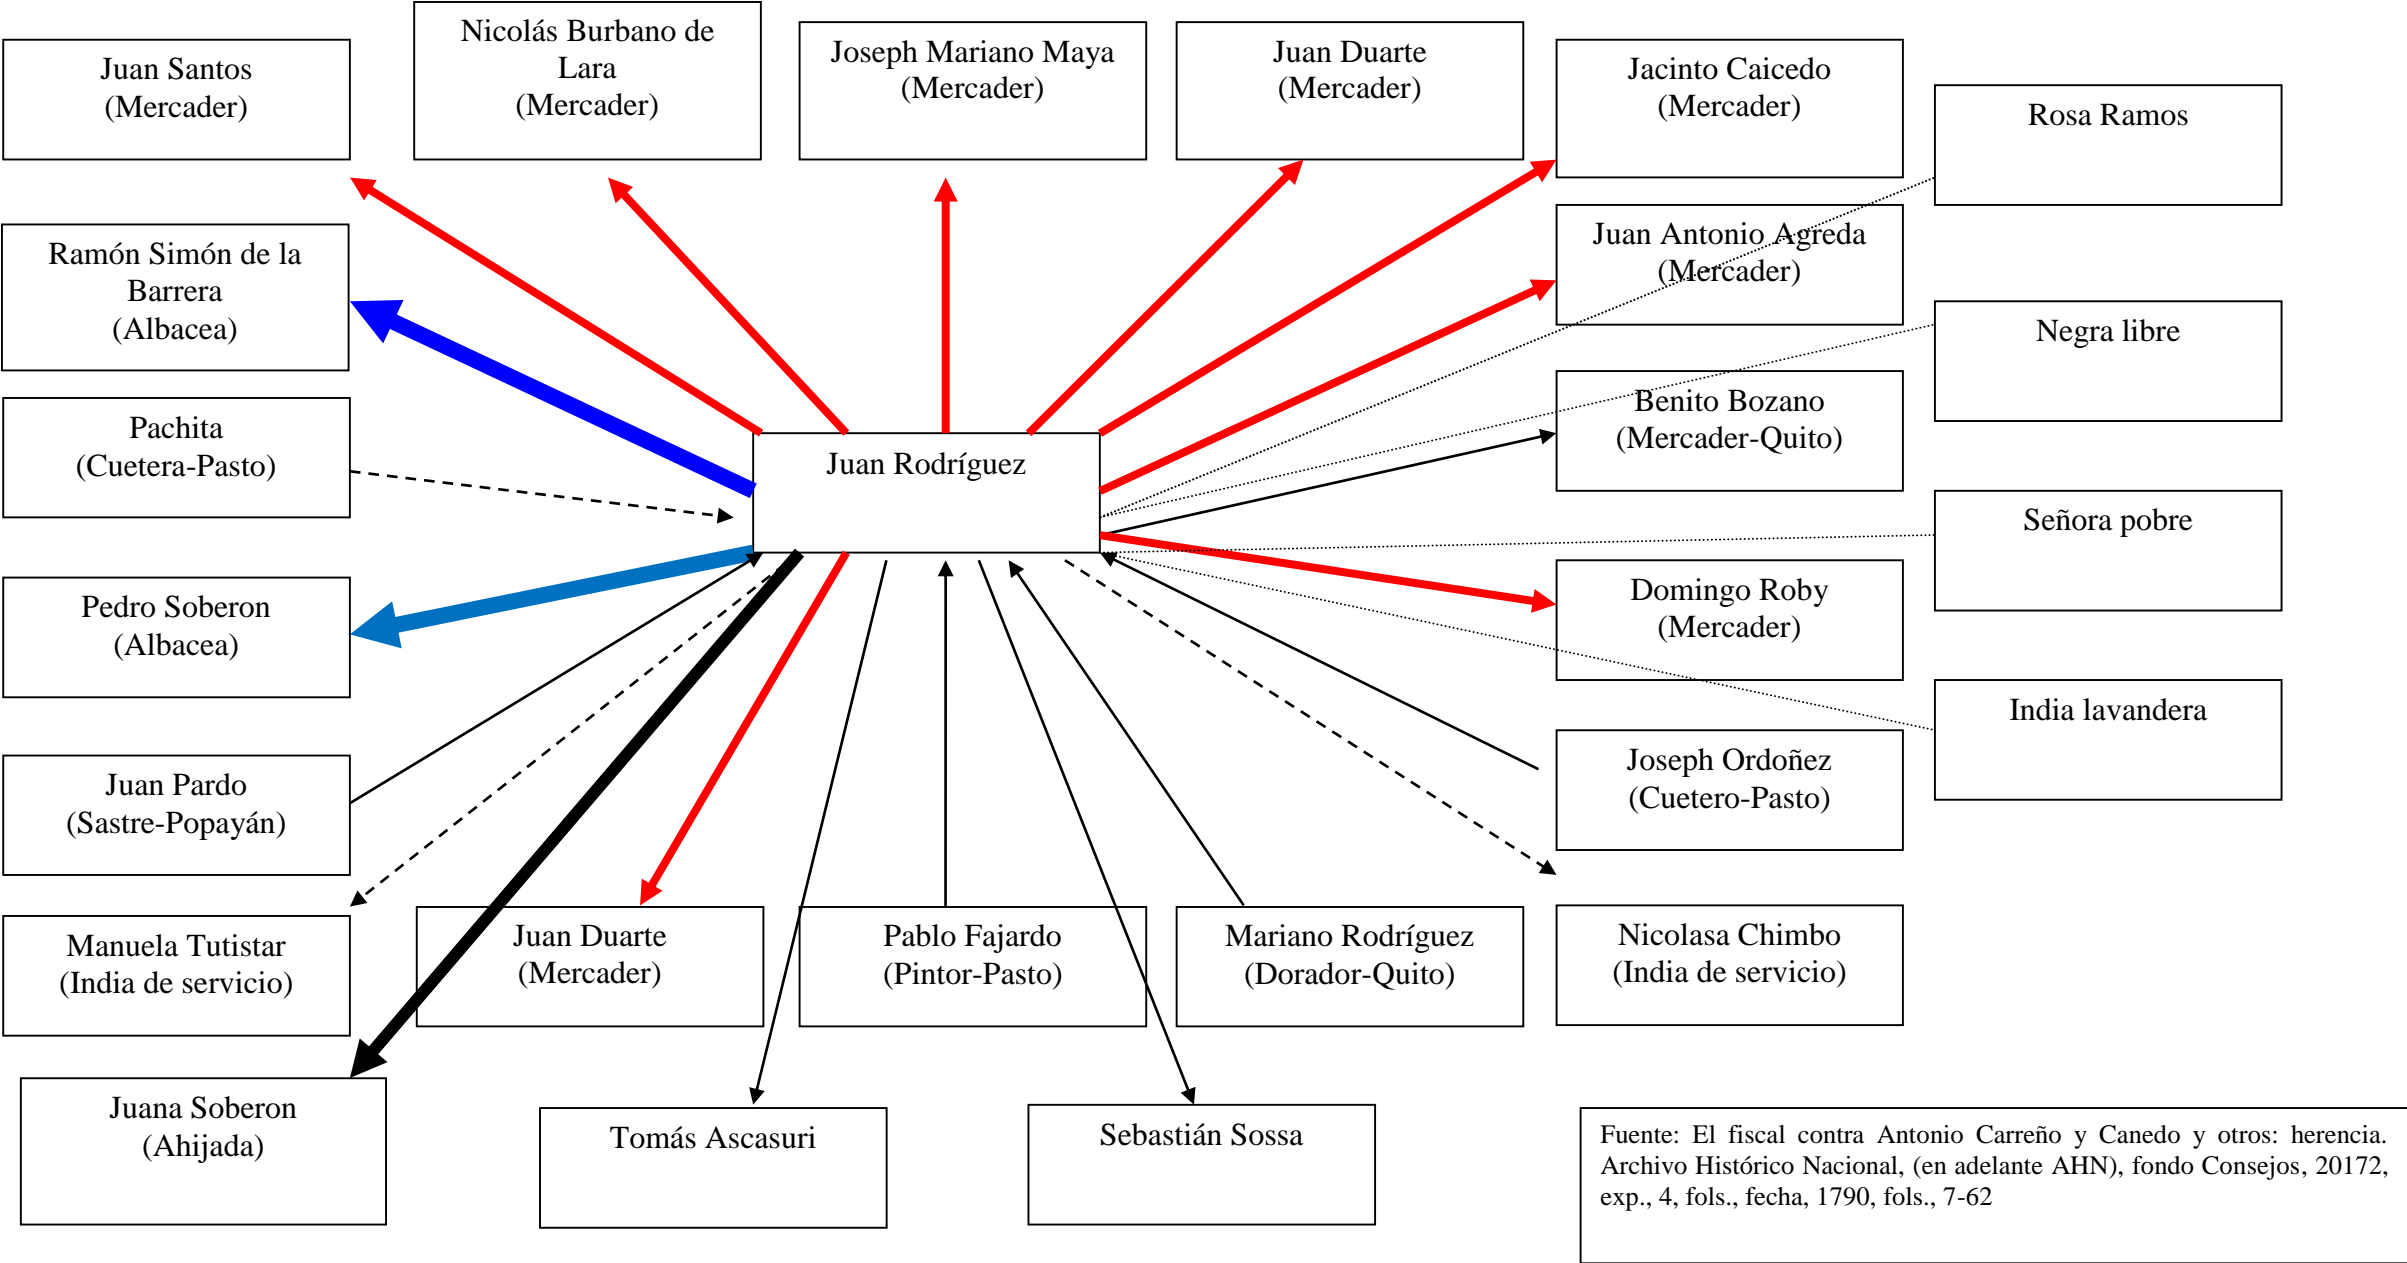 Juan Santos
(Mercader)
Nicolás Burbano de
Lara
(Mercader)
Joseph Mariano Maya
(Mercader)
Juan Duarte
(Mercader)
Jacinto Caicedo
(Mercader)
Rosa Ramos
Ramón Simón de la
Barrera
(Albacea)
Juan Antonio Agreda
(Mercader)
Negra libre
Pachita
(Cuetera-Pasto)
Juan Rodríguez
Benito Bozano
(Mercader-Quito)
Señora pobre
Pedro Soberon
(Albacea)
Domingo Roby
(Mercader)
India lavandera
Juan Pardo
(Sastre-Popayán)
Joseph Ordoñez
(Cuetero-Pasto)
Manuela Tutistar
(India de servicio)
Juan Duarte
(Mercader)
Pablo Fajardo
(Pintor-Pasto)
Mariano Rodríguez
(Dorador-Quito)
Nicolasa Chimbo
(India de servicio)
Juana Soberon
(Ahijada)
Tomás Ascasuri
Sebastián Sossa
Fuente: El fiscal contra Antonio Carreño y Canedo y otros: herencia.
Archivo Histórico Nacional, (en adelante AHN), fondo Consejos, 20172,
exp., 4, fols., fecha, 1790, fols., 7-62